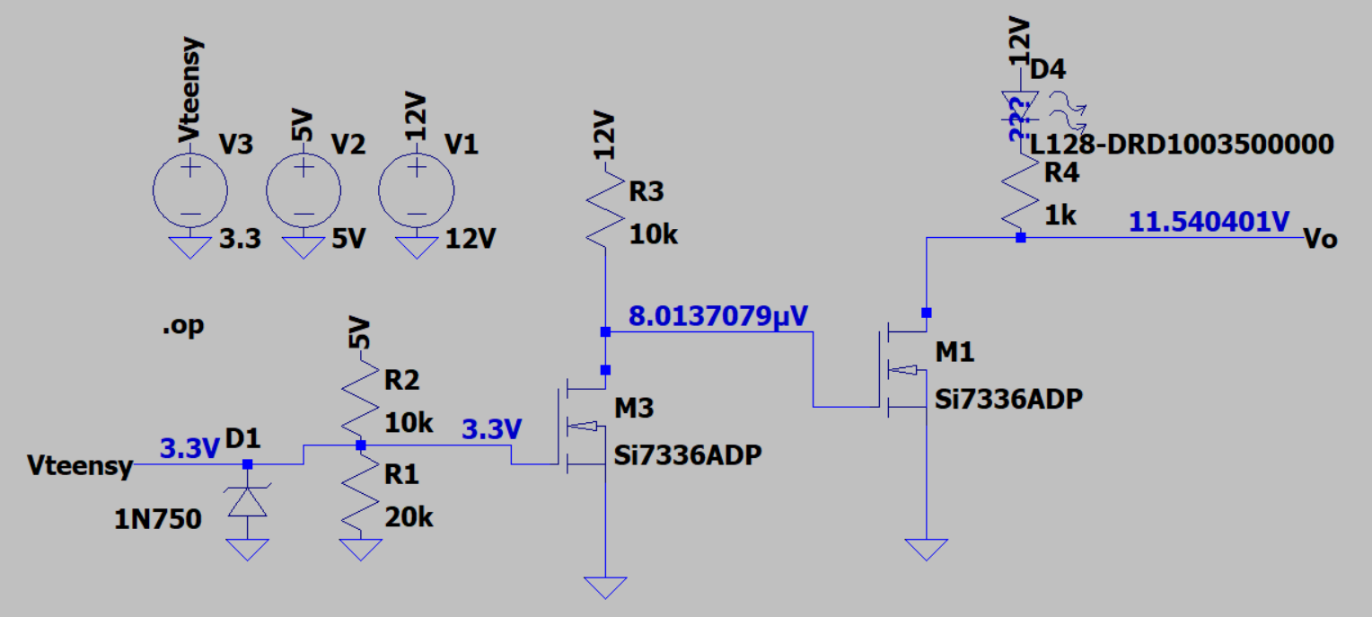 Vteensy
V3
3.3
5V
V2
5V
12V
V1
12V
.op
5V
R2
10k
3.3V
D1
Vteensy
1N750
R1
20k
3.3V
12V
R3
10k
8.0137079µV
M3
Si7336ADP
12V
D4
???
L128-DRD1003500000
R4
1k
11.540401V
Vo
M1
Si7336ADP